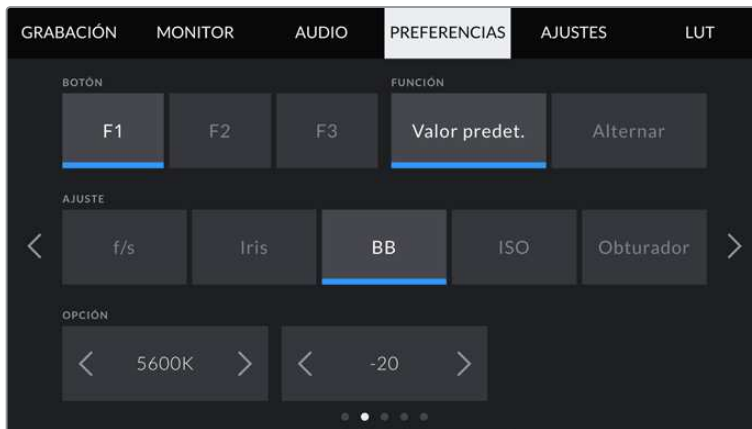 GRABACIÓN MONITOR AUDIO PREFERENCIAS AJUSTES LUT
BOTÓN FUNCIÓN
F1 F2 F3 Valor predet. Alternar
AJUSTE
f/s Iris BB ISO Obturador
OPCIÓN
5600K -20